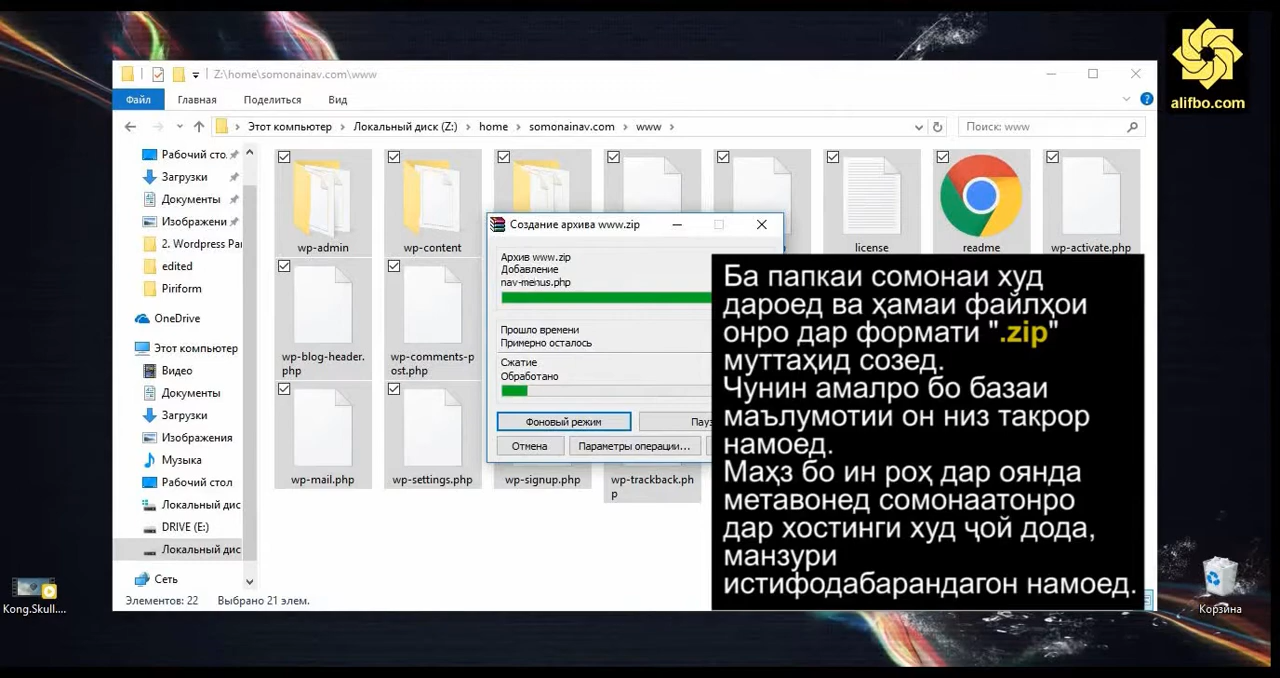 Z:\home\somonainav.com\www
alifbo.com
Файл Главная Поделиться Вид
Этот компьютер Локальный диск (Z:) home somonainav.com www
Поиск: www
Рабочий сто.
Загрузки
Документы
Изображени
2. Wordpress Par
edited
Piriform
OneDrive
Этот компьютер
Видео
Документы
Загрузки
Изображения
Музыка
Рабочий стол
Локальный дис
DRIVE (E:)
Локальный дис
Сеть
wp-admin wp-content license readme wp-activate.php
wp-blog-header.php wp-comments-post.php
wp-mail.php wp-settings.php wp-signup.php wp-trackback.php
Создание архива www.zip
Архив www.zip
Добавление
nav-menus.php
Прошло времени
Примерно осталось
Сжатие
Обработано
Фоновый режим Пауз
Отмена Параметры операции...
Ба папкаи сомонаи худ
дароед ва ҳамаи файлҳои
онро дар формати ".zip"
муттаҳид созед.
Чунин амалро бо базаи
маълумотии он низ такрор
намоед.
Маҳз бо ин роҳ дар оянда
метавонед сомонаатонро
дар хостинги худ ҷой дода,
манзури
истифодабарандагон намоед.
Элементов: 22 Выбрано 21 элем.
Kong.Skull....
Корзина